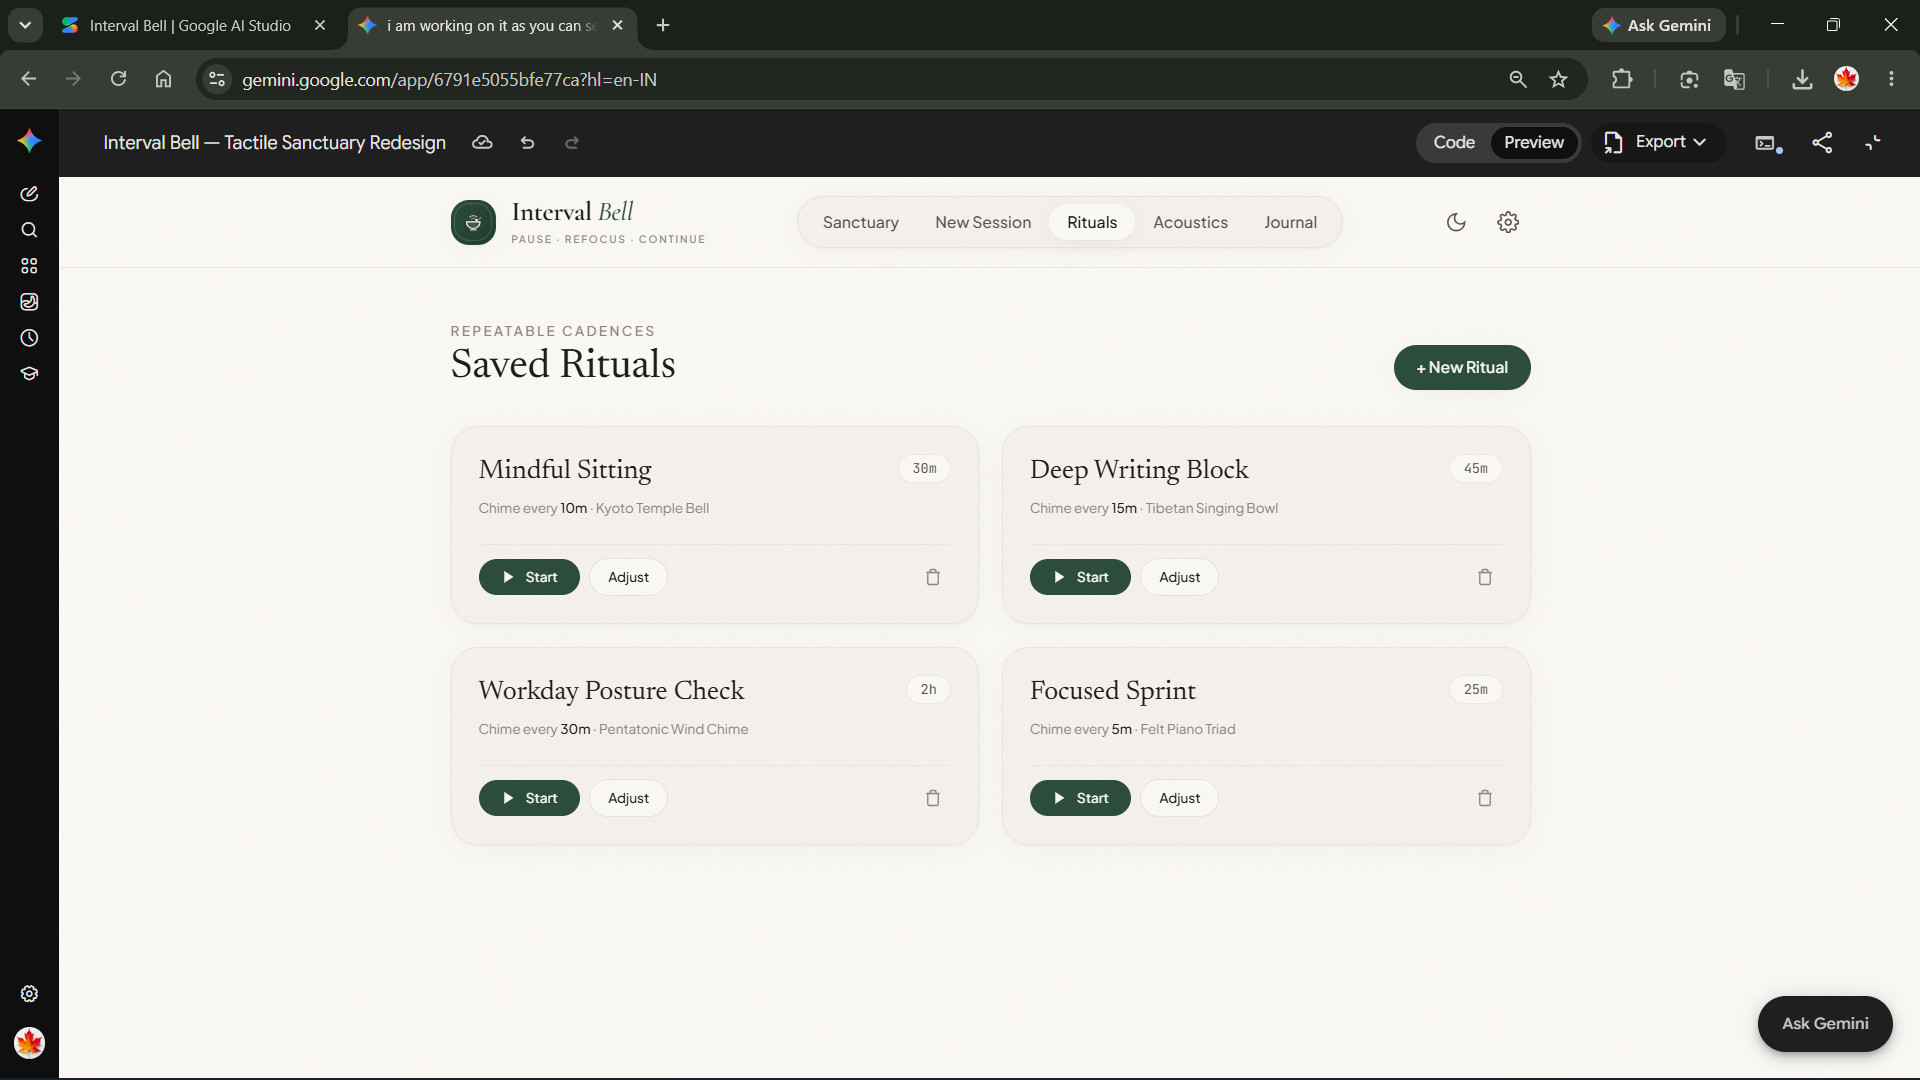 Interval Bell | Google AI Studio
i am working on it as you can se
Ask Gemini
gemini.google.com/app/6791e5055bfe77ca?hl=en-IN
Interval Bell — Tactile Sanctuary Redesign
Code
Preview
Export
Interval Bell
PAUSE · REFOCUS · CONTINUE
Sanctuary
New Session
Rituals
Acoustics
Journal
REPEATABLE CADENCES
Saved Rituals
+ New Ritual
Mindful Sitting
30m
Chime every 10m · Kyoto Temple Bell
Start
Adjust
Deep Writing Block
45m
Chime every 15m · Tibetan Singing Bowl
Start
Adjust
Workday Posture Check
2h
Chime every 30m · Pentatonic Wind Chime
Start
Adjust
Focused Sprint
25m
Chime every 5m · Felt Piano Triad
Start
Adjust
Ask Gemini